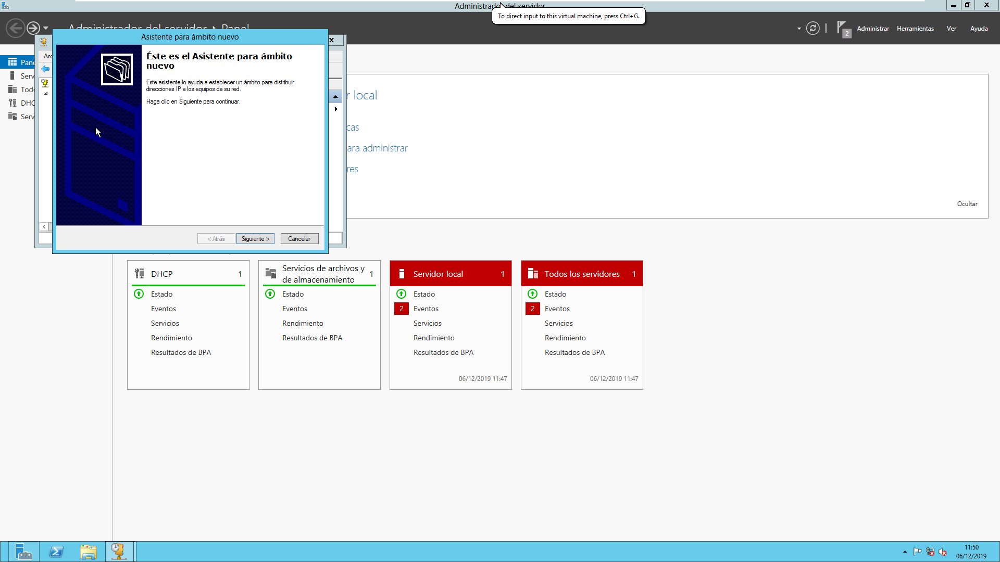 Administrador del servidor
To direct input to this virtual machine, press Ctrl+G.
Administrador del servidor ‣ Panel
2
Administrar
Herramientas
Ver
Ayuda
Asistente para ámbito nuevo
Éste es el Asistente para ámbito
nuevo
Este asistente lo ayuda a establecer un ámbito para distribuir
direcciones IP a los equipos de su red.
Haga clic en Siguiente para continuar.
< Atrás
Siguiente >
Cancelar
Arc
Pane
Serv
Todo
DHC
Serv
r local
cas
ara administrar
res
Ocultar
DHCP 1
Estado
Eventos
Servicios
Rendimiento
Resultados de BPA
Servicios de archivos y
de almacenamiento 1
Estado
Eventos
Rendimiento
Resultados de BPA
Servidor local 1
Estado
2 Eventos
Servicios
Rendimiento
Resultados de BPA
06/12/2019 11:47
Todos los servidores 1
Estado
2 Eventos
Servicios
Rendimiento
Resultados de BPA
06/12/2019 11:47
11:50
06/12/2019